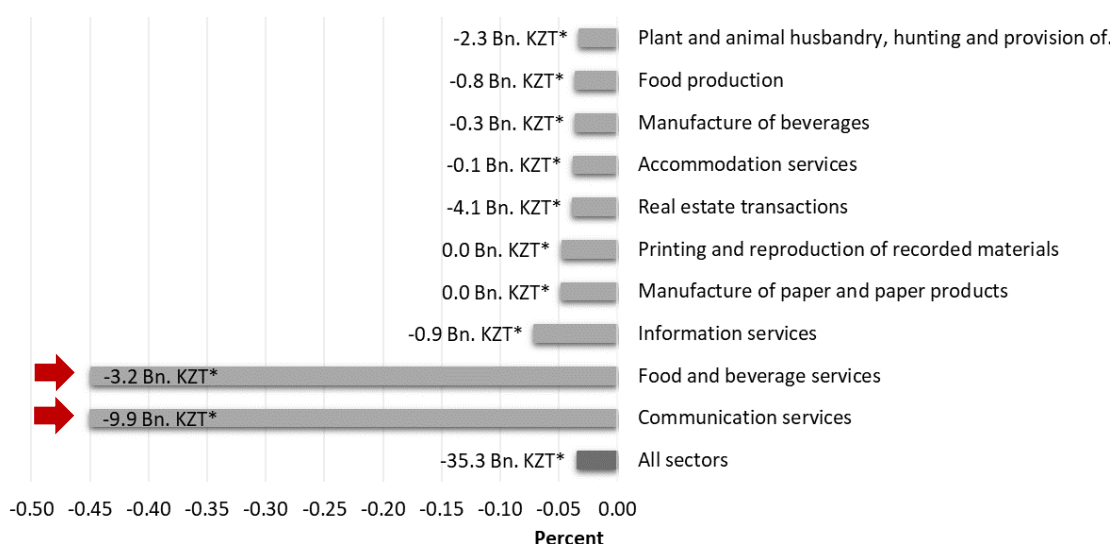 -2.3 Bn. KZT* Plant and animal husbandry, hunting and provision of.
-0.8 Bn. KZT* Food production
-0.3 Bn. KZT* Manufacture of beverages
-0.1 Bn. KZT* Accommodation services
-4.1 Bn. KZT* Real estate transactions
0.0 Bn. KZT* Printing and reproduction of recorded materials
0.0 Bn. KZT* Manufacture of paper and paper products
-0.9 Bn. KZT* Information services
-3.2 Bn. KZT* Food and beverage services
-9.9 Bn. KZT* Communication services
-35.3 Bn. KZT* All sectors
-0.50 -0.45 -0.40 -0.35 -0.30 -0.25 -0.20 -0.15 -0.10 -0.05 0.00
Percent